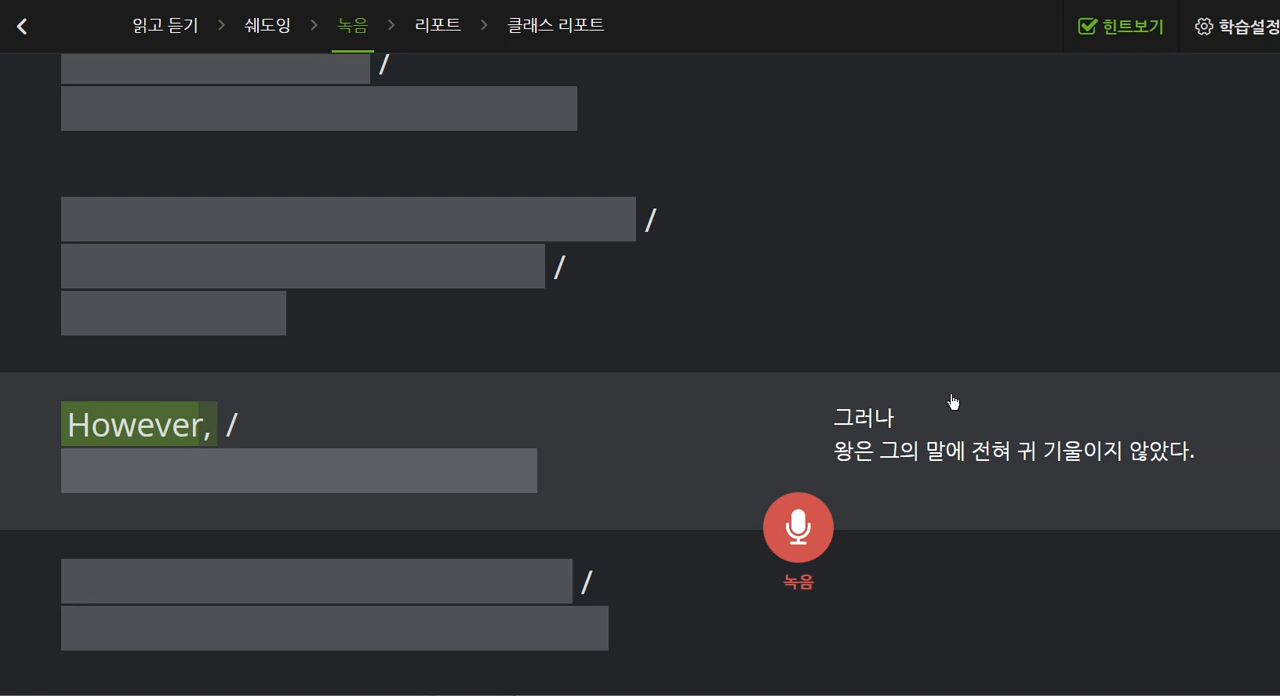 읽고 듣기 > 쉐도잉 > 녹음 > 리포트 > 클래스 리포트
힌트보기
학습설정
/
/
/
However, /
그러나
왕은 그의 말에 전혀 귀 기울이지 않았다.
녹음
/